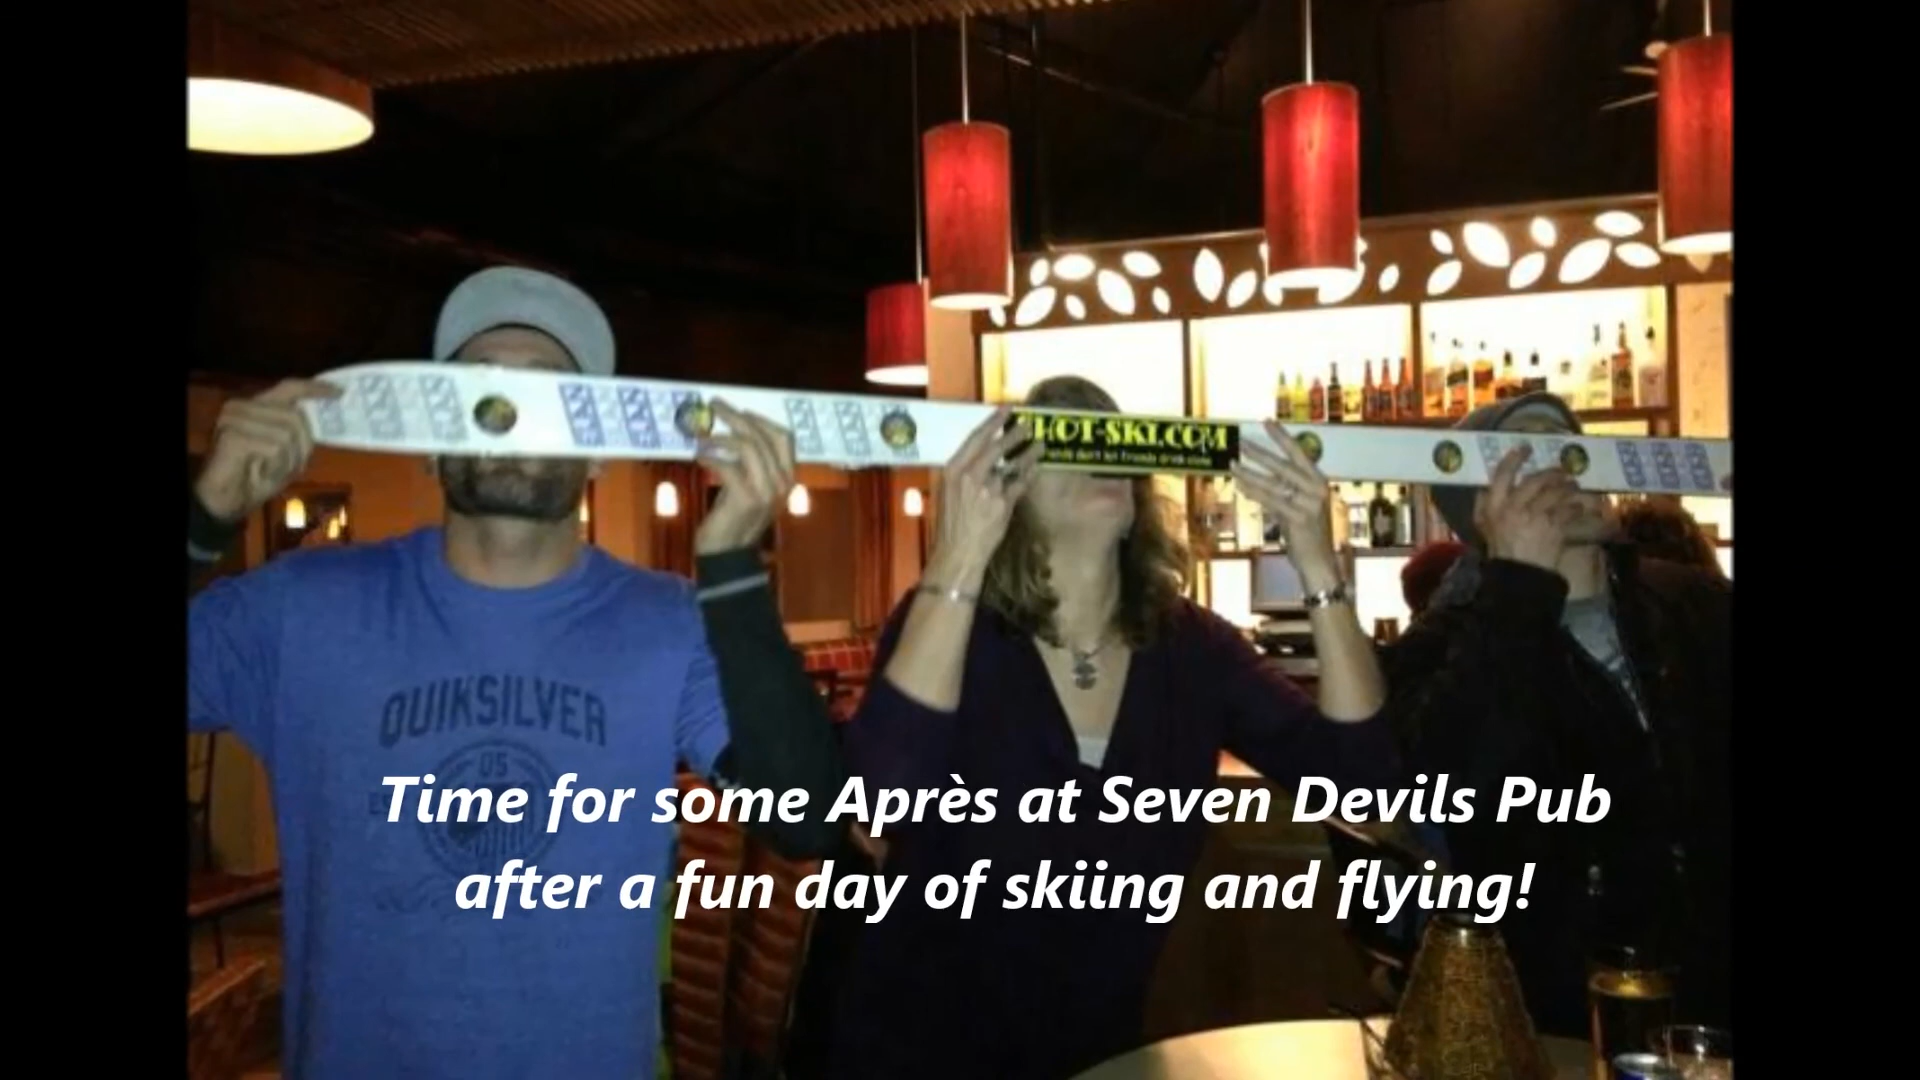 SHOT-SKI.COM
QUIKSILVER
Time for some Après at Seven Devils Pub
after a fun day of skiing and flying!